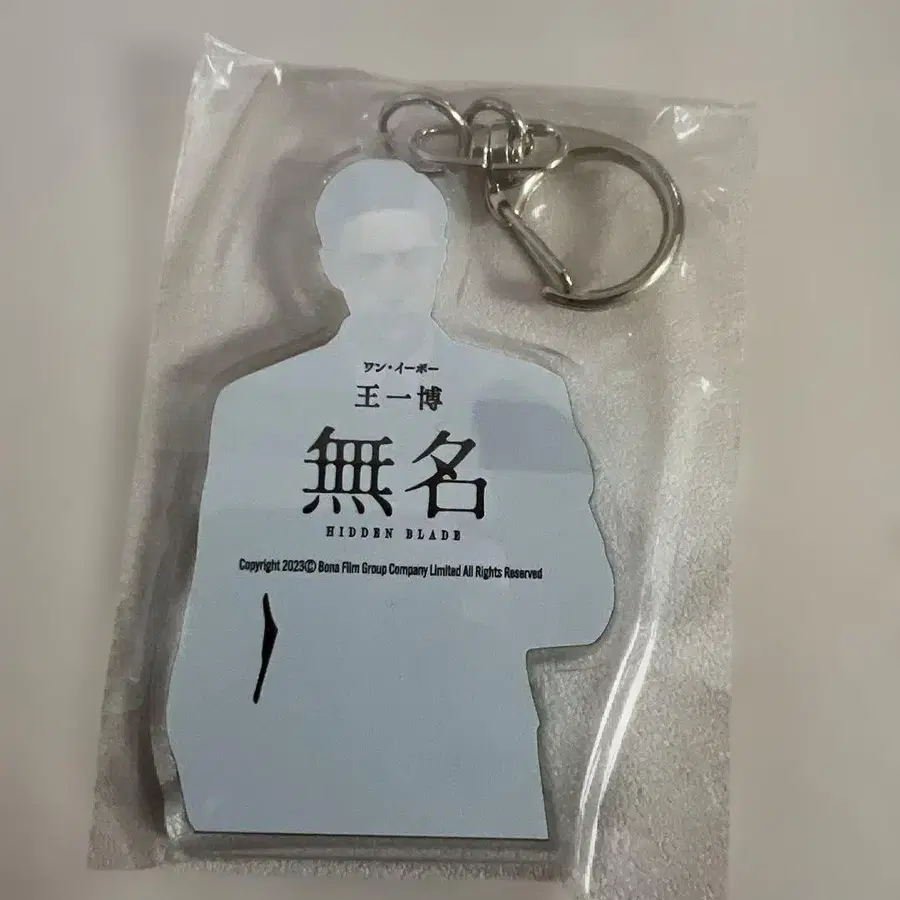 ワン・イーボー
王一博
無名
HIDDEN BLADE
Copyright 2023Ⓒ Bona Film Group Company Limited All Rights Reserved